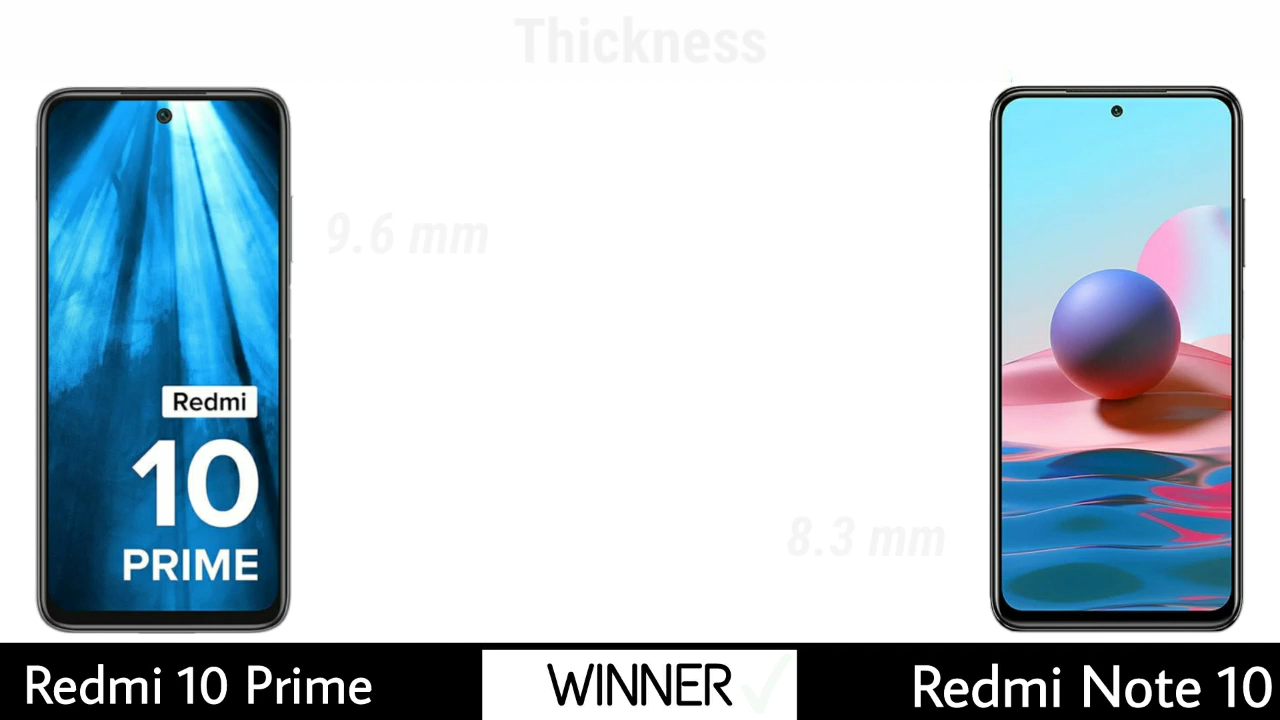 Thickness
9.6 mm
Redmi
10
PRIME
8.3 mm
Redmi 10 Prime
WINNER
Redmi Note 10